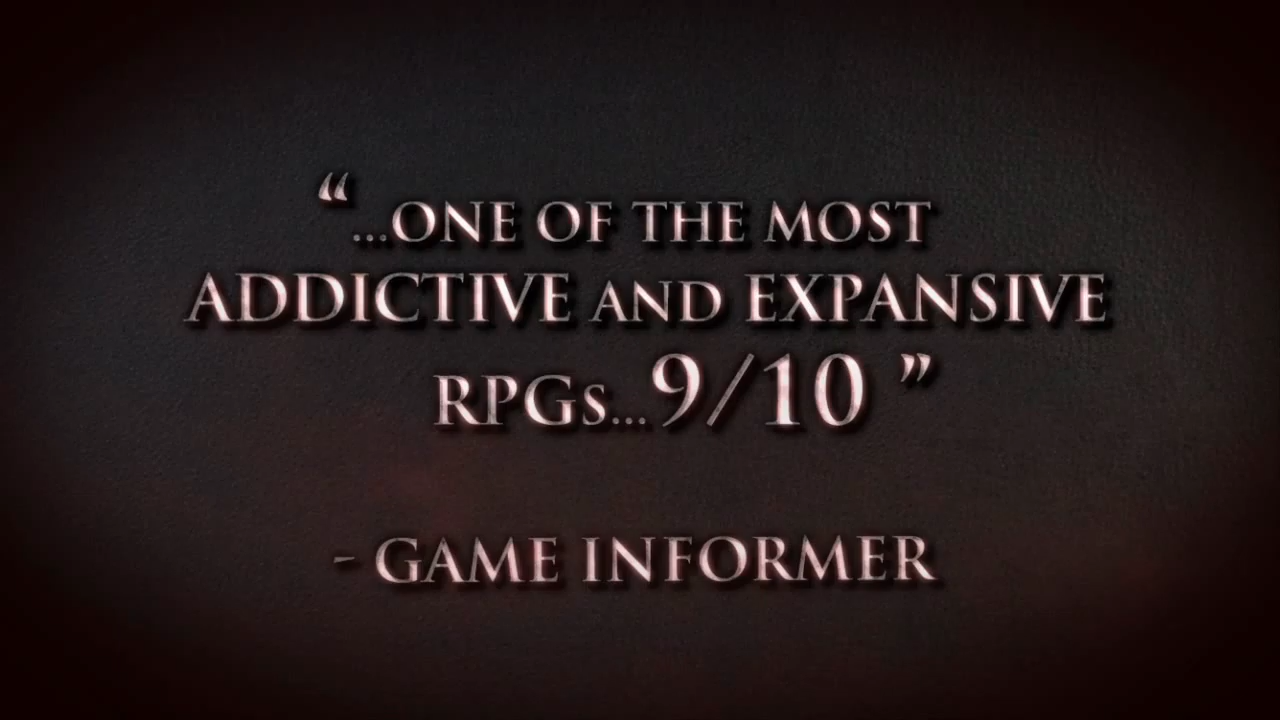 “...ONE OF THE MOST
ADDICTIVE AND EXPANSIVE
RPGS...9/10 ”
- GAME INFORMER